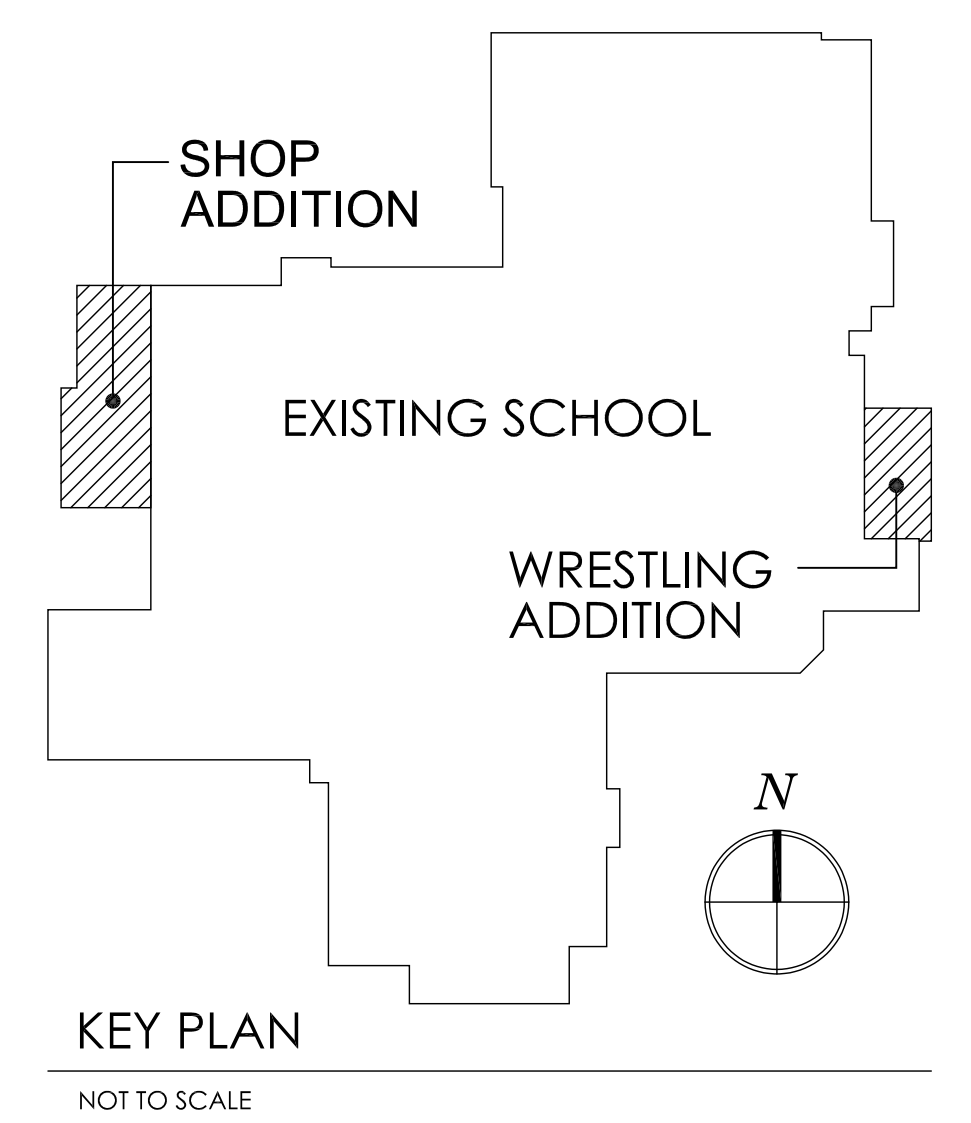 SHOP
ADDITION
EXISTING SCHOOL
WRESTLING
ADDITION
N
KEY PLAN
NOT TO SCALE